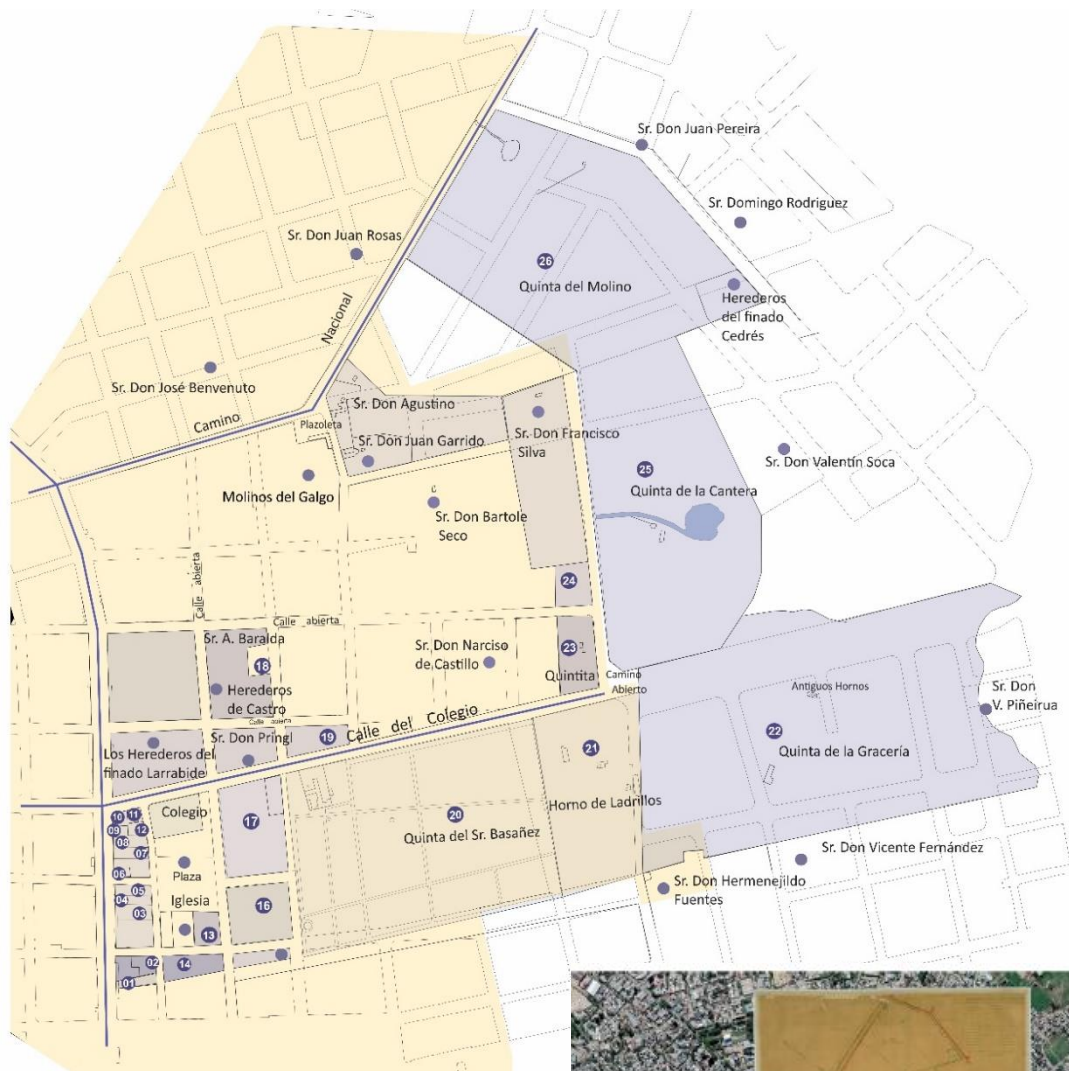 Sr. Don Juan Pereira
Sr. Domingo Rodriguez
Sr. Don Juan Rosas
26
Quinta del Molino
Herederos
del finado
Cedrés
Nacional
Sr. Don José Benvenuto
Camino
Plazoleta
Sr. Don Agustino
Sr. Don Juan Garrido
Sr. Don Francisco
Silva
Molinos del Galgo
Sr. Don Bartole
Seco
25
Quinta de la Cantera
Sr. Don Valentín Soca
Calle abierta
24
Calle abierta
Sr. A. Baralda
18
Herederos
de Castro
Sr. Don Narciso
de Castillo
23
Quintita
Camino
Abierto
Antiguos Hornos
Sr. Don
V. Piñeirua
Calle abierta
Calle del Colegio
Los Herederos del
finado Larrabide
Sr. Don Pringl
19
21
22
Quinta de la Gracería
Horno de Ladrillos
10
11
Colegio
09
12
08
07
17
20
Quinta del Sr. Basañez
06
Plaza
05
04
03
Iglesia
16
13
Sr. Don Vicente Fernández
Sr. Don Hermenejildo
Fuentes
02
14
01